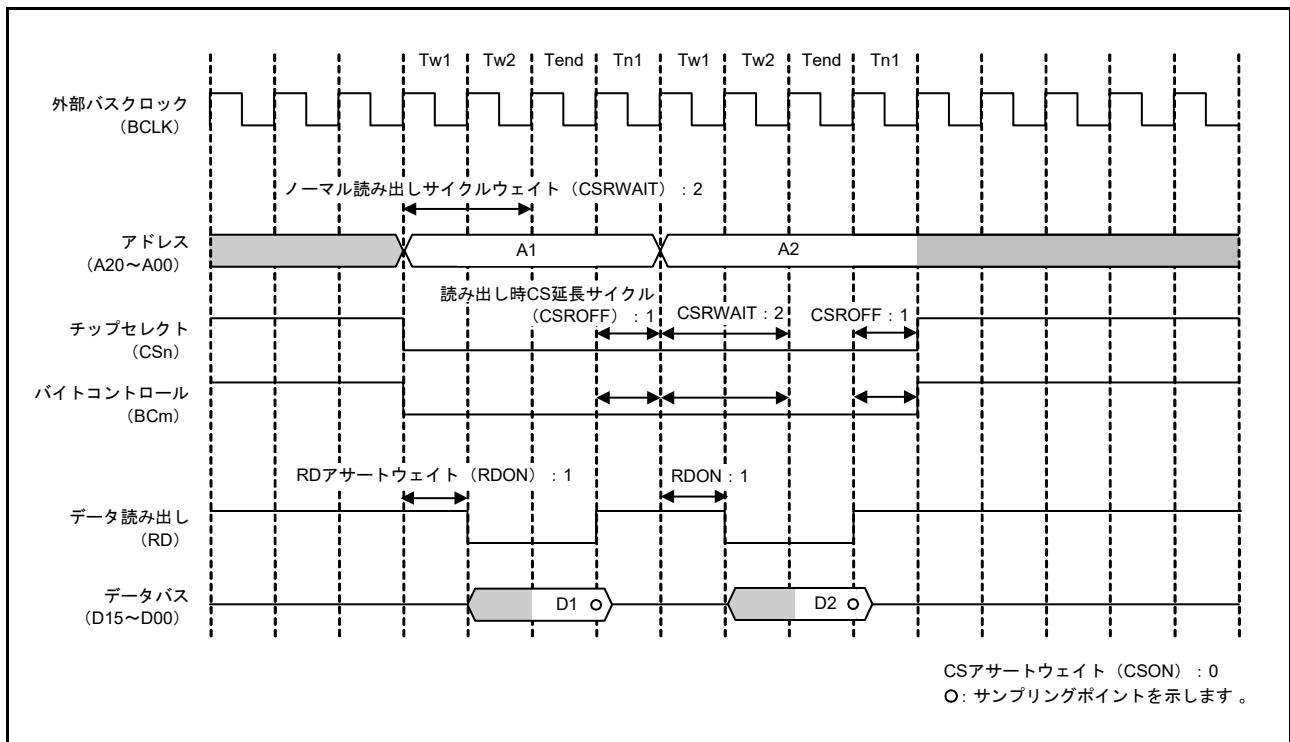 Tw1 Tw2 Tend Tn1 Tw1 Tw2 Tend Tn1
外部バスクロック
（BCLK）
ノーマル読み出しサイクルウェイト（CSRWAIT）：2
アドレス
（A20～A00）
A1
A2
読み出し時CS延長サイクル
（CSROFF）：1
CSRWAIT：2
CSROFF：1
チップセレクト
（CSn）
バイトコントロール
（BCm）
RDアサートウェイト（RDON）：1
RDON：1
データ読み出し
（RD）
データバス
（D15～D00）
D1
D2
CSアサートウェイト（CSON）：0
○：サンプリングポイントを示します。